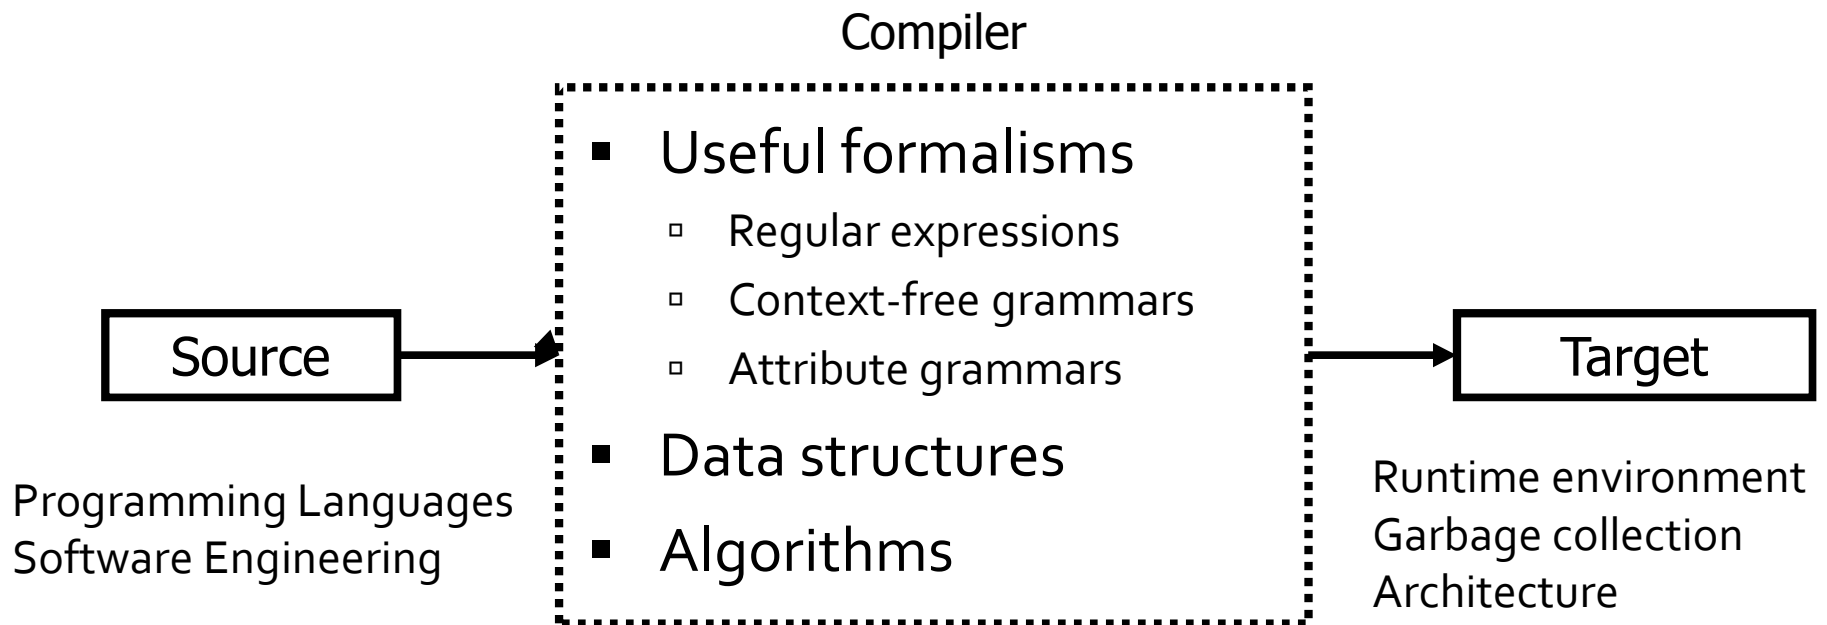 Compiler
Useful formalisms
Regular expressions
Context-free grammars
Attribute grammars
Data structures
Algorithms
Source
Programming Languages
Software Engineering
Target
Runtime environment
Garbage collection
Architecture